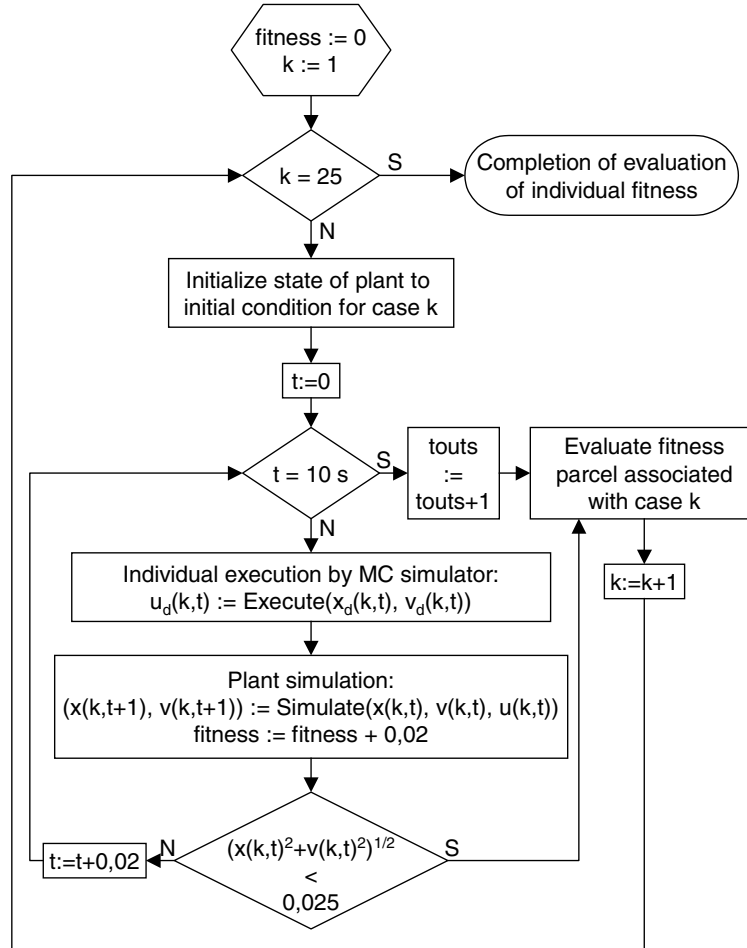 fitness := 0
k := 1
k = 25
S
Completion of evaluation
of individual fitness
N
Initialize state of plant to
initial condition for case k
t:=0
t = 10 s
S
touts
:=
touts+1
Evaluate fitness
parcel associated
with case k
N
k:=k+1
Individual execution by MC simulator:
u_d(k,t) := Execute(x_d(k,t), v_d(k,t))
Plant simulation:
(x(k,t+1), v(k,t+1)) := Simulate(x(k,t), v(k,t), u(k,t))
fitness := fitness + 0,02
t:=t+0,02
N
(x(k,t)²+v(k,t)²)^1/2
<
0,025
S